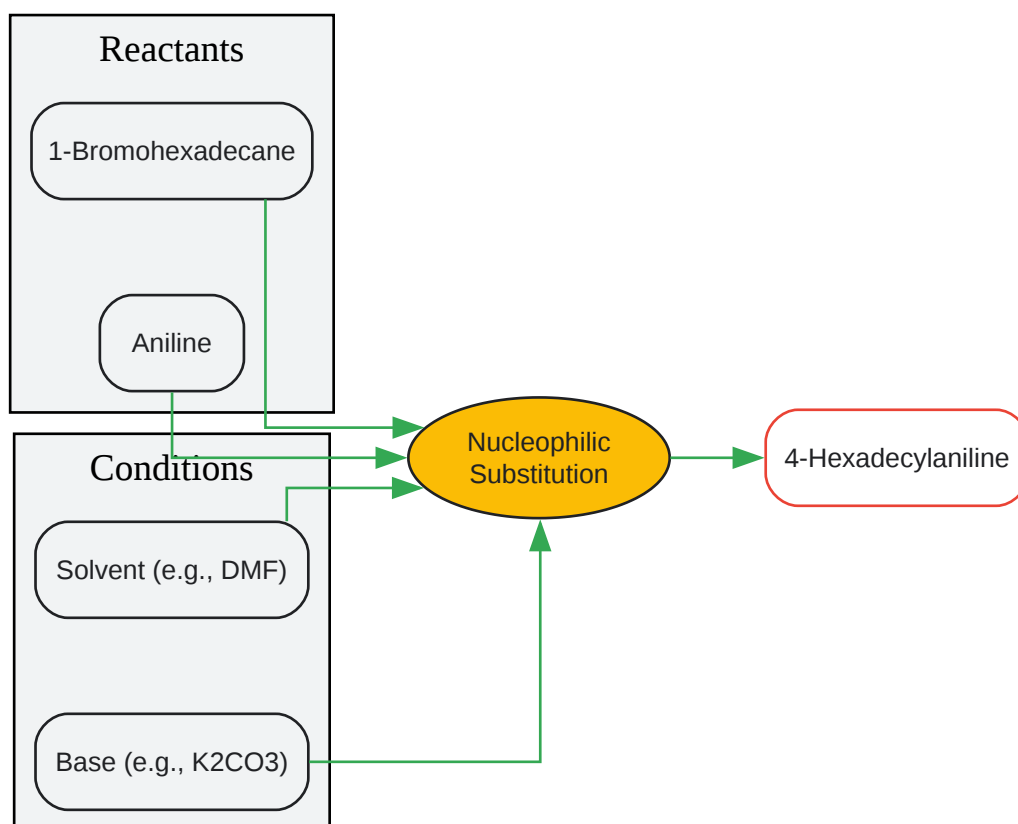 Reactants
1-Bromohexadecane
Aniline
Conditions
Solvent (e.g., DMF)
Base (e.g., K2CO3)
Nucleophilic
Substitution
4-Hexadecylaniline